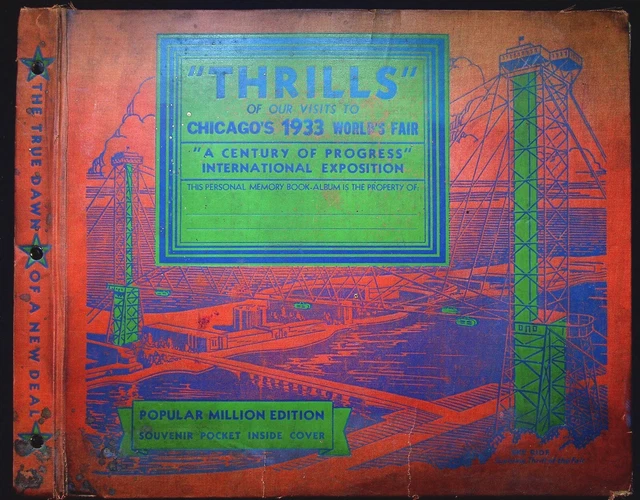 THE TRUE DAWN OF A NEW DEAL
"THRILLS"
OF OUR VISITS TO
CHICAGO'S 1933 WORLD'S FAIR
"A CENTURY OF PROGRESS"
INTERNATIONAL EXPOSITION
THIS PERSONAL MEMORY BOOK-ALBUM IS THE PROPERTY OF
POPULAR MILLION EDITION
SOUVENIR POCKET INSIDE COVER